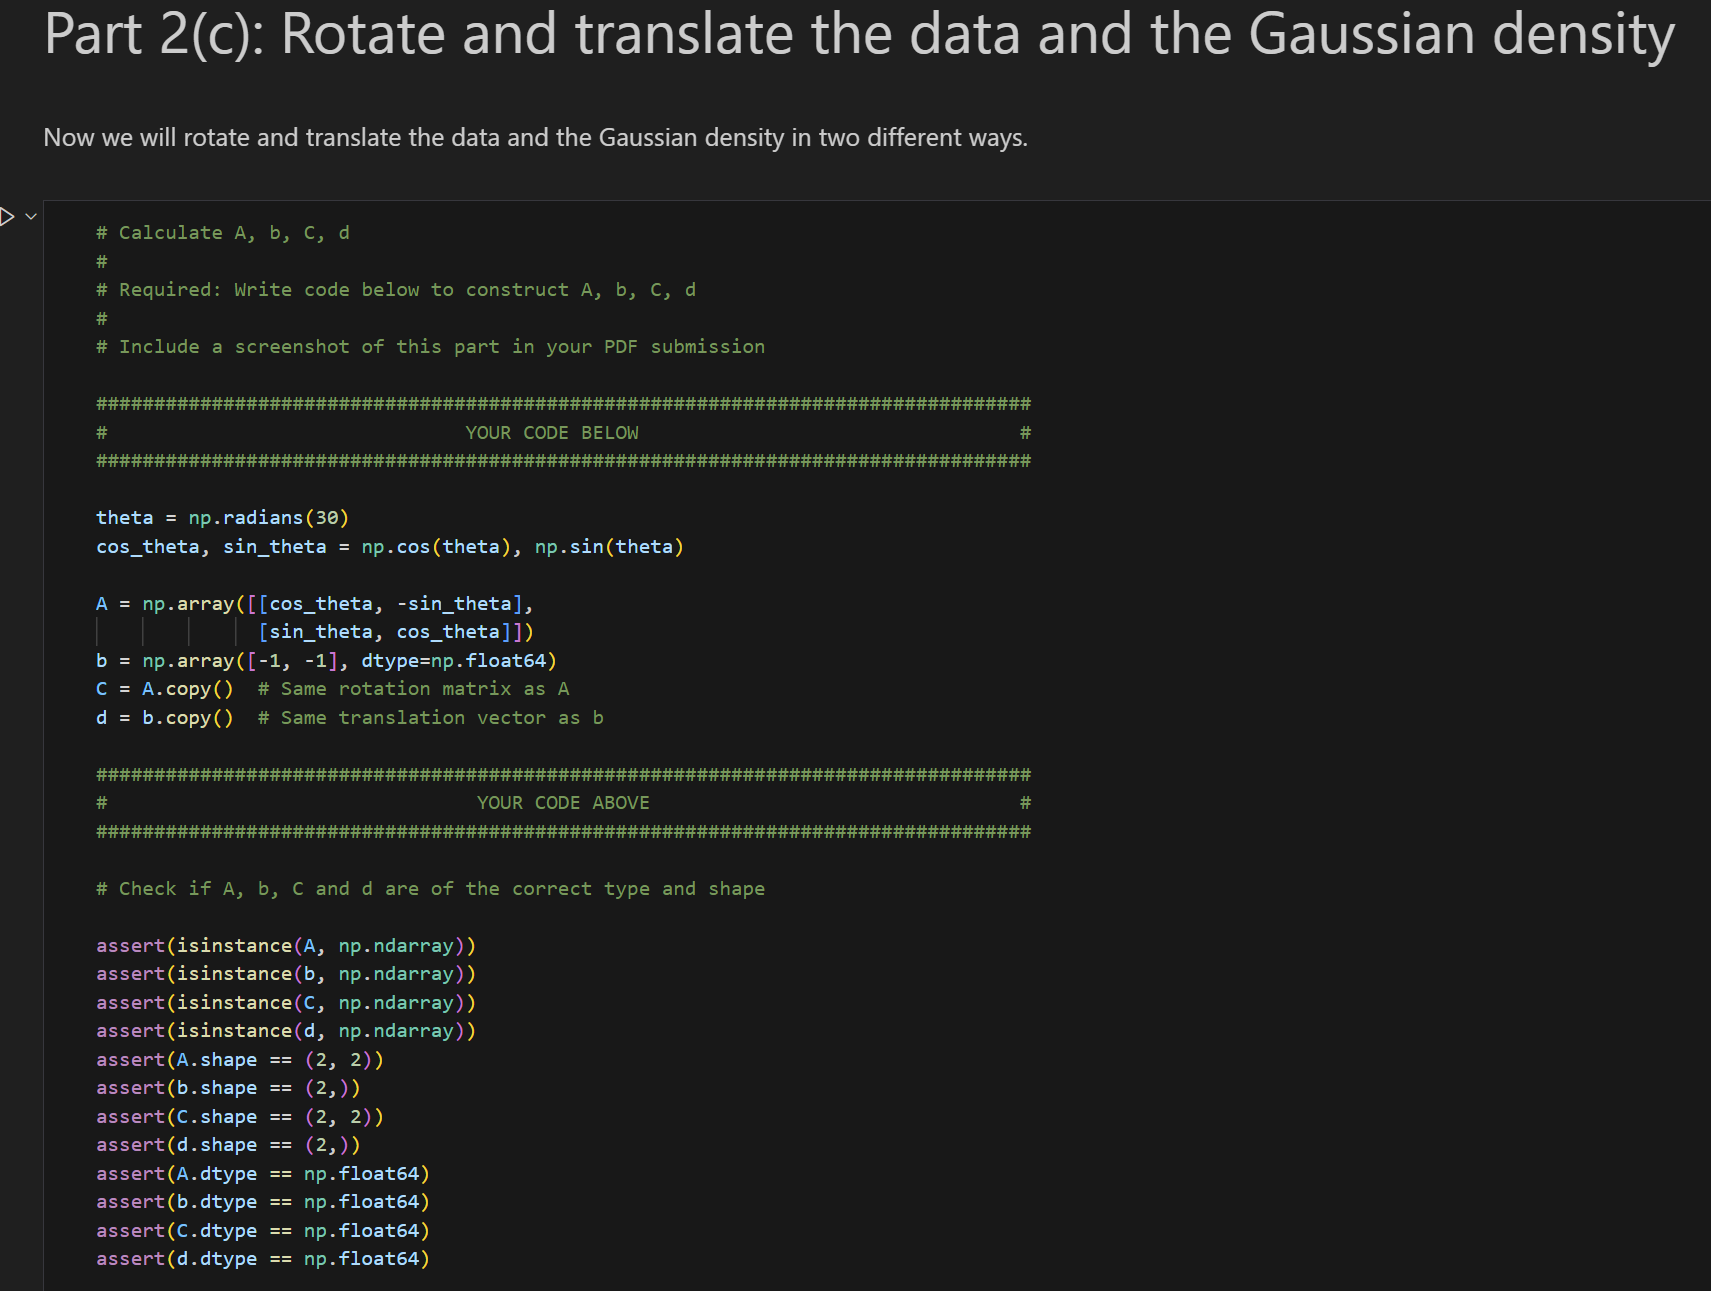 Part 2(c): Rotate and translate the data and the Gaussian density
Now we will rotate and translate the data and the Gaussian density in two different ways.
# Calculate A, b, C, d
#
# Required: Write code below to construct A, b, C, d
#
# Include a screenshot of this part in your PDF submission
#################################################################################
#                               YOUR CODE BELOW                                 #
#################################################################################
theta = np.radians(30)
cos_theta, sin_theta = np.cos(theta), np.sin(theta)
A = np.array([[cos_theta, -sin_theta],
              [sin_theta, cos_theta]])
b = np.array([-1, -1], dtype=np.float64)
C = A.copy()  # Same rotation matrix as A
d = b.copy()  # Same translation vector as b
#################################################################################
#                                YOUR CODE ABOVE                                #
#################################################################################
# Check if A, b, C and d are of the correct type and shape
assert(isinstance(A, np.ndarray))
assert(isinstance(b, np.ndarray))
assert(isinstance(C, np.ndarray))
assert(isinstance(d, np.ndarray))
assert(A.shape == (2, 2))
assert(b.shape == (2,))
assert(C.shape == (2, 2))
assert(d.shape == (2,))
assert(A.dtype == np.float64)
assert(b.dtype == np.float64)
assert(C.dtype == np.float64)
assert(d.dtype == np.float64)